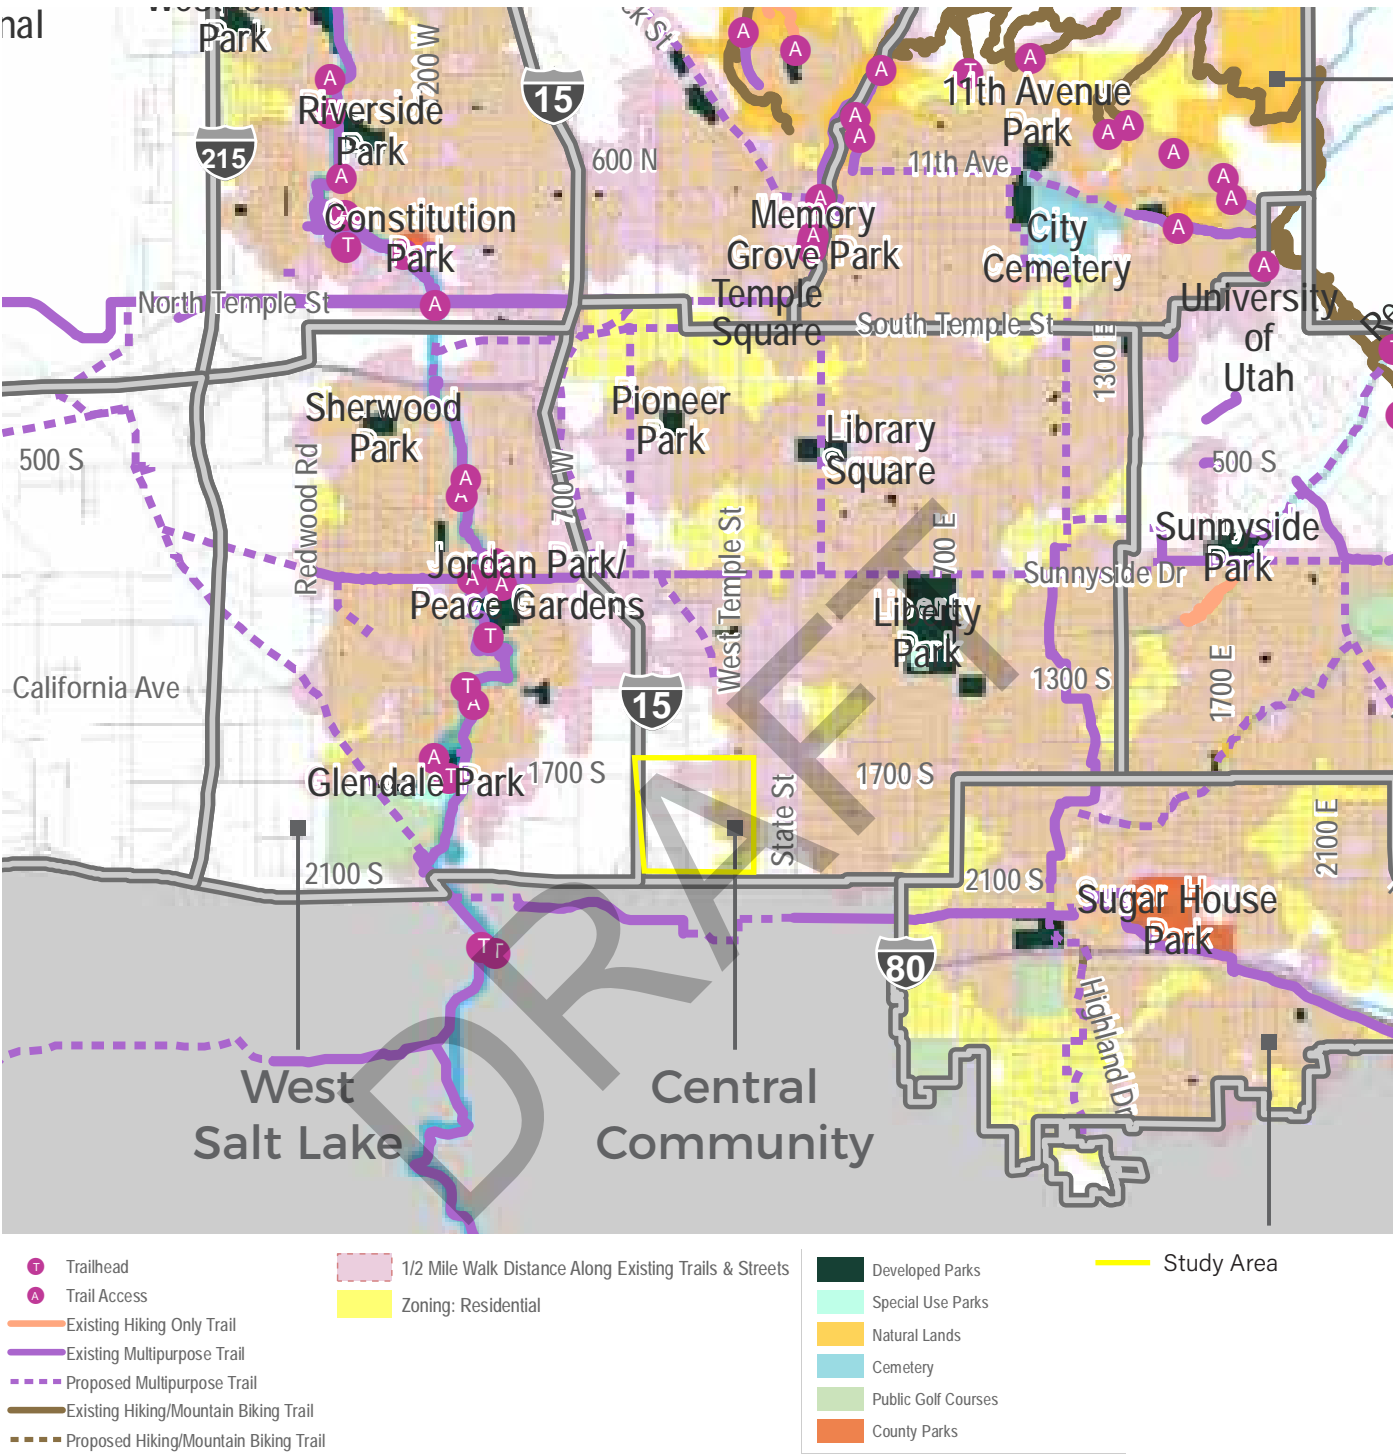 nal
Park
ck St
200 W
15
Riverside
Park
215
600 N
11th Avenue
Park
11th Ave
Constitution
Park
Memory
Grove Park
City
Cemetery
Temple
Square
North Temple St
South Temple St
University
of
Utah
1300 E
Sherwood
Park
Pioneer
Park
Library
Square
500 S
500 S
Redwood Rd
700 W
West Temple St
700 E
Sunnyside
Park
Jordan Park/
Peace Gardens
Sunnyside Dr
Liberty
Park
California Ave
15
1300 S
1700 E
Glendale Park
1700 S
1700 S
State St
2100 E
2100 S
2100 S
Sugar House
Park
80
Highland Dr
DRAFT
West
Salt Lake
Central
Community
T Trailhead
A Trail Access
Existing Hiking Only Trail
Existing Multipurpose Trail
Proposed Multipurpose Trail
Existing Hiking/Mountain Biking Trail
Proposed Hiking/Mountain Biking Trail
1/2 Mile Walk Distance Along Existing Trails & Streets
Zoning: Residential
Developed Parks
Special Use Parks
Natural Lands
Cemetery
Public Golf Courses
County Parks
Study Area